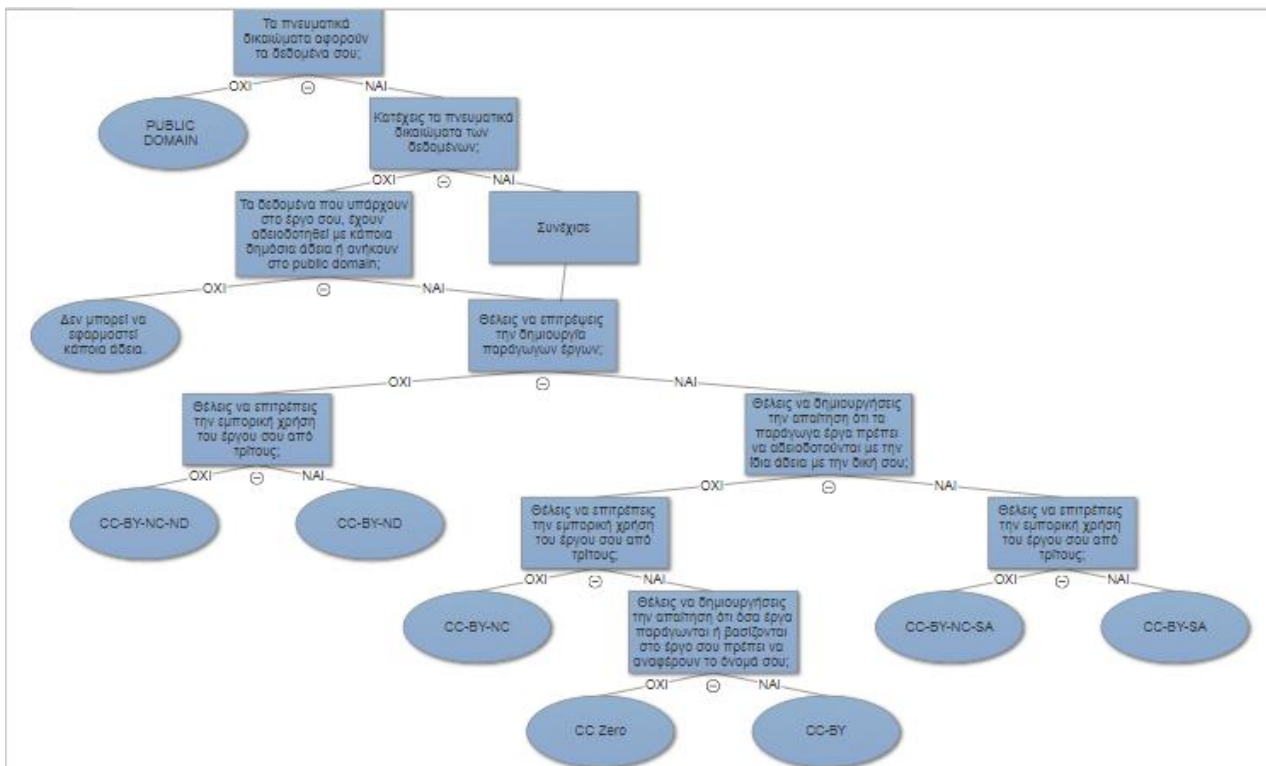 Τα πνευματικά
δικαιώματα αφορούν
τα δεδομένα σου;
ΟΧΙ
ΝΑΙ
PUBLIC
DOMAIN
Κατέχεις τα πνευματικά
δικαιώματα των
δεδομένων;
ΟΧΙ
ΝΑΙ
Τα δεδομένα που υπάρχουν
στο έργο σου, έχουν
αδειοδοτηθεί με κάποια
δημόσια άδεια ή ανήκουν
στο public domain;
Συνέχισε
ΟΧΙ
ΝΑΙ
Δεν μπορεί να
εφαρμοστεί
κάποια άδεια.
Θέλεις να επιτρέψεις
την δημιουργία
παράγωγων έργων;
ΟΧΙ
ΝΑΙ
Θέλεις να επιτρέπεις
την εμπορική χρήση
του έργου σου από
τρίτους;
Θέλεις να δημιουργήσεις
την απαίτηση ότι τα
παράγωγα έργα πρέπει
να αδειοδοτούνται με την
ίδια άδεια με την δική σου;
ΟΧΙ
ΝΑΙ
CC-BY-NC-ND
CC-BY-ND
ΟΧΙ
ΝΑΙ
Θέλεις να επιτρέπεις
την εμπορική χρήση
του έργου σου από
τρίτους;
Θέλεις να επιτρέπεις
την εμπορική χρήση
του έργου σου από
τρίτους;
ΟΧΙ
ΝΑΙ
ΟΧΙ
ΝΑΙ
CC-BY-NC
Θέλεις να δημιουργήσεις
την απαίτηση ότι όσα έργα
παράγωνται ή βασίζονται
στο έργο σου πρέπει να
αναφέρουν το όνομά σου;
CC-BY-NC-SA
CC-BY-SA
ΟΧΙ
ΝΑΙ
CC Zero
CC-BY